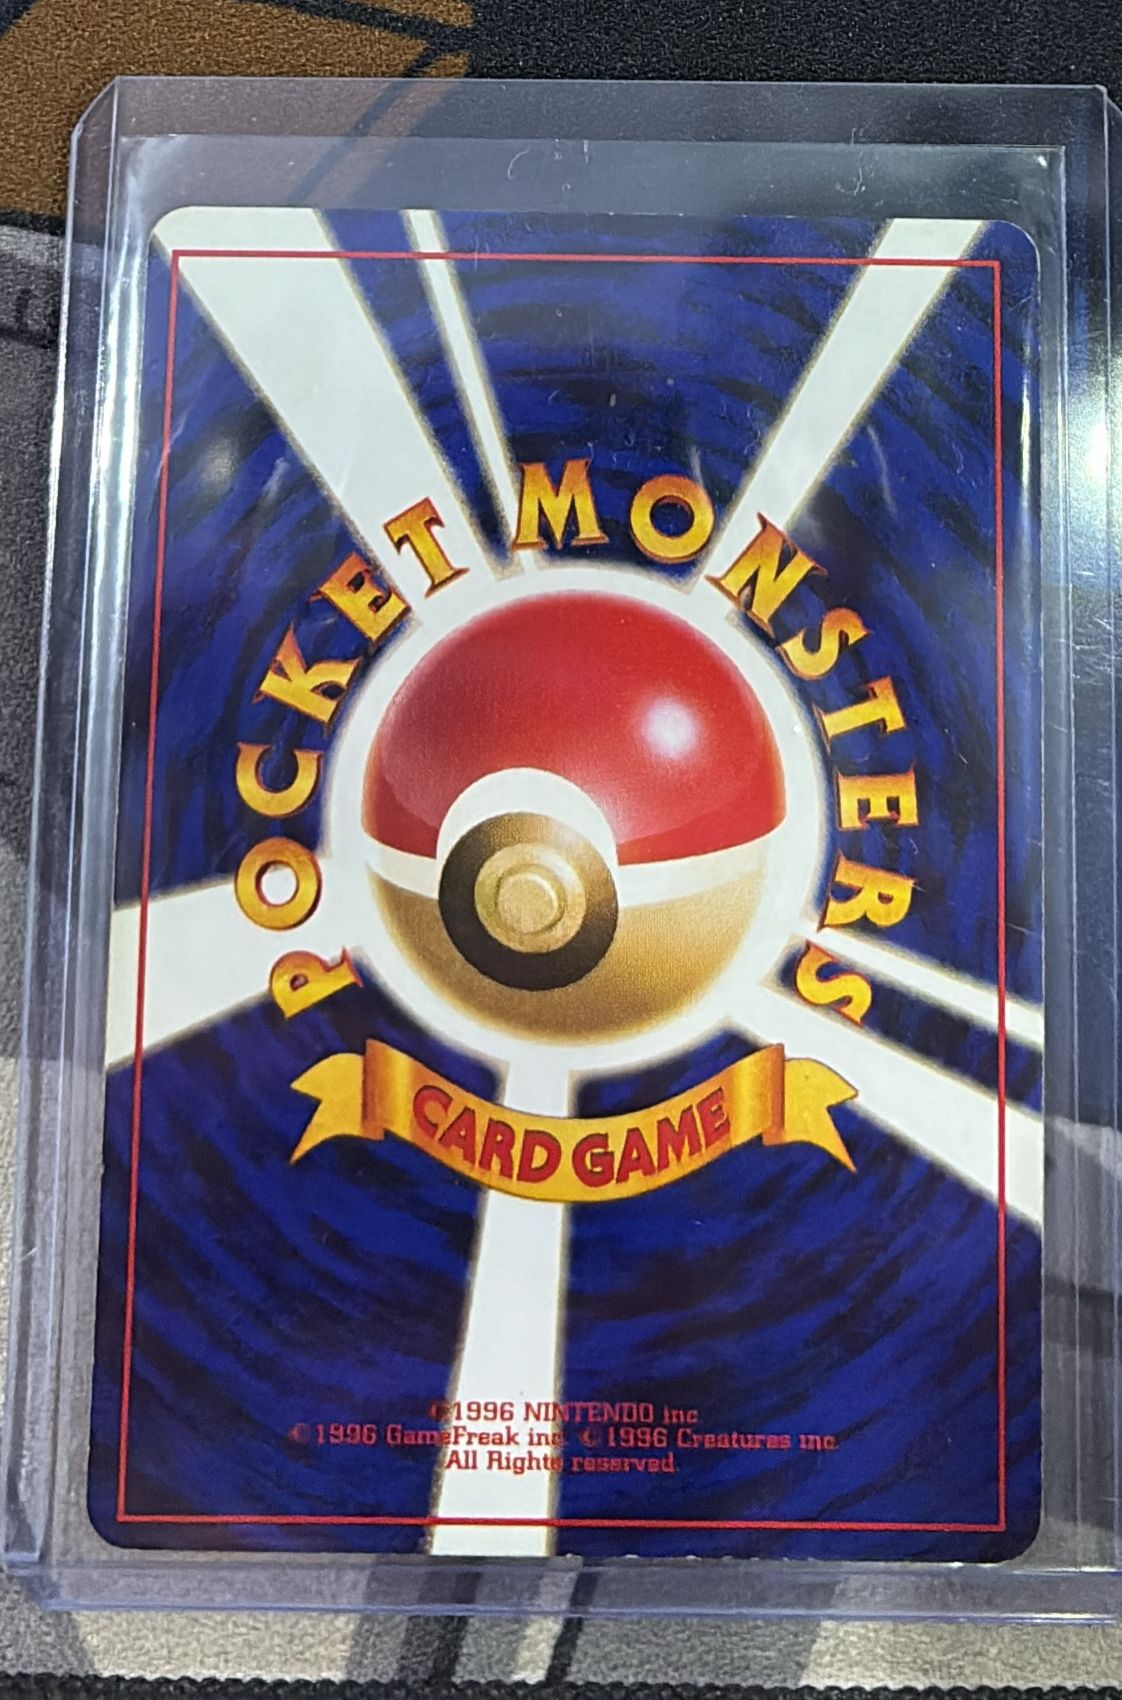 POCKET MONSTERS
CARD GAME
©1996 NINTENDO inc
©1996 GameFreak inc. ©1996 Creatures inc.
All Rights reserved.